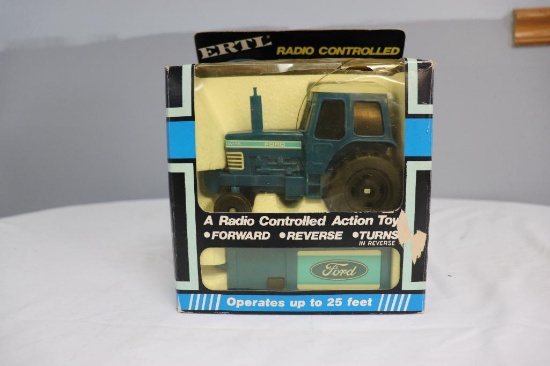 ERTL RADIO CONTROLLED
FORD
A Radio Controlled Action Toy
•FORWARD •REVERSE •TURNS
IN REVERSE
Ford
Operates up to 25 feet